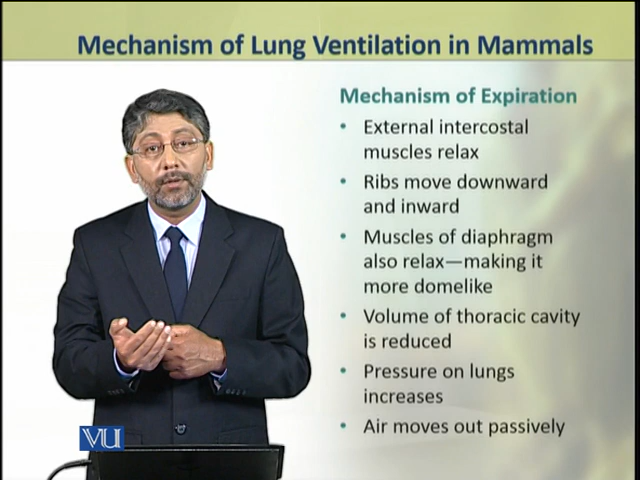 Mechanism of Lung Ventilation in Mammals
Mechanism of Expiration
• External intercostal
muscles relax
• Ribs move downward
and inward
• Muscles of diaphragm
also relax—making it
more domelike
• Volume of thoracic cavity
is reduced
• Pressure on lungs
increases
• Air moves out passively
VU